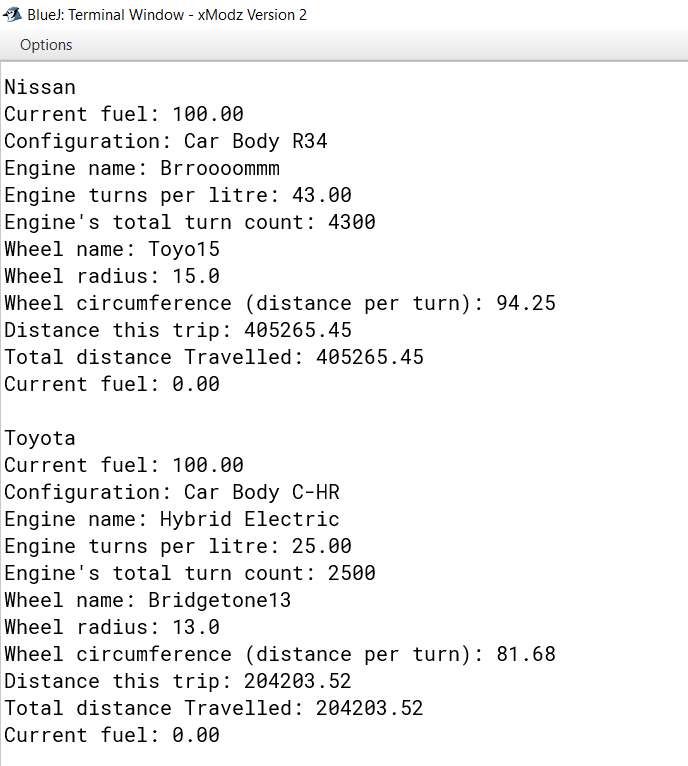 BlueJ: Terminal Window - xModz Version 2
Options
Nissan
Current fuel: 100.00
Configuration: Car Body R34
Engine name: Brroooommm
Engine turns per litre: 43.00
Engine's total turn count: 4300
Wheel name: Toyo15
Wheel radius: 15.0
Wheel circumference (distance per turn): 94.25
Distance this trip: 405265.45
Total distance Travelled: 405265.45
Current fuel: 0.00
Toyota
Current fuel: 100.00
Configuration: Car Body C-HR
Engine name: Hybrid Electric
Engine turns per litre: 25.00
Engine's total turn count: 2500
Wheel name: Bridgetone13
Wheel radius: 13.0
Wheel circumference (distance per turn): 81.68
Distance this trip: 204203.52
Total distance Travelled: 204203.52
Current fuel: 0.00